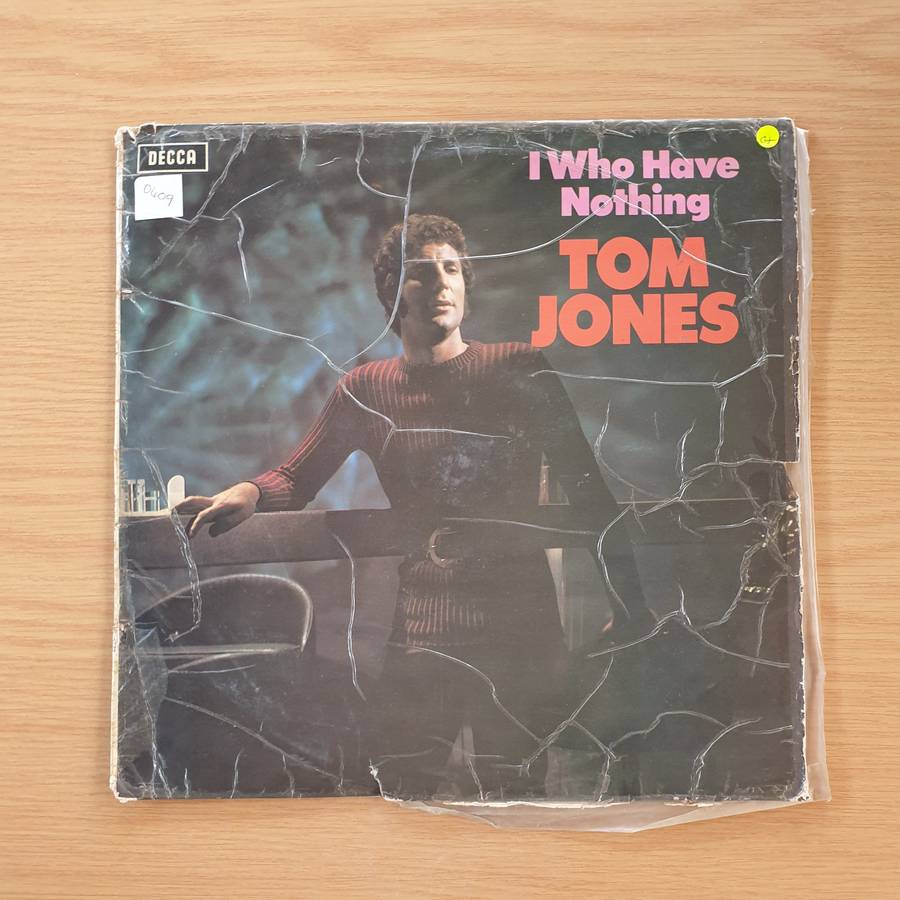 DECCA
0409
I Who Have
Nothing
TOM
JONES